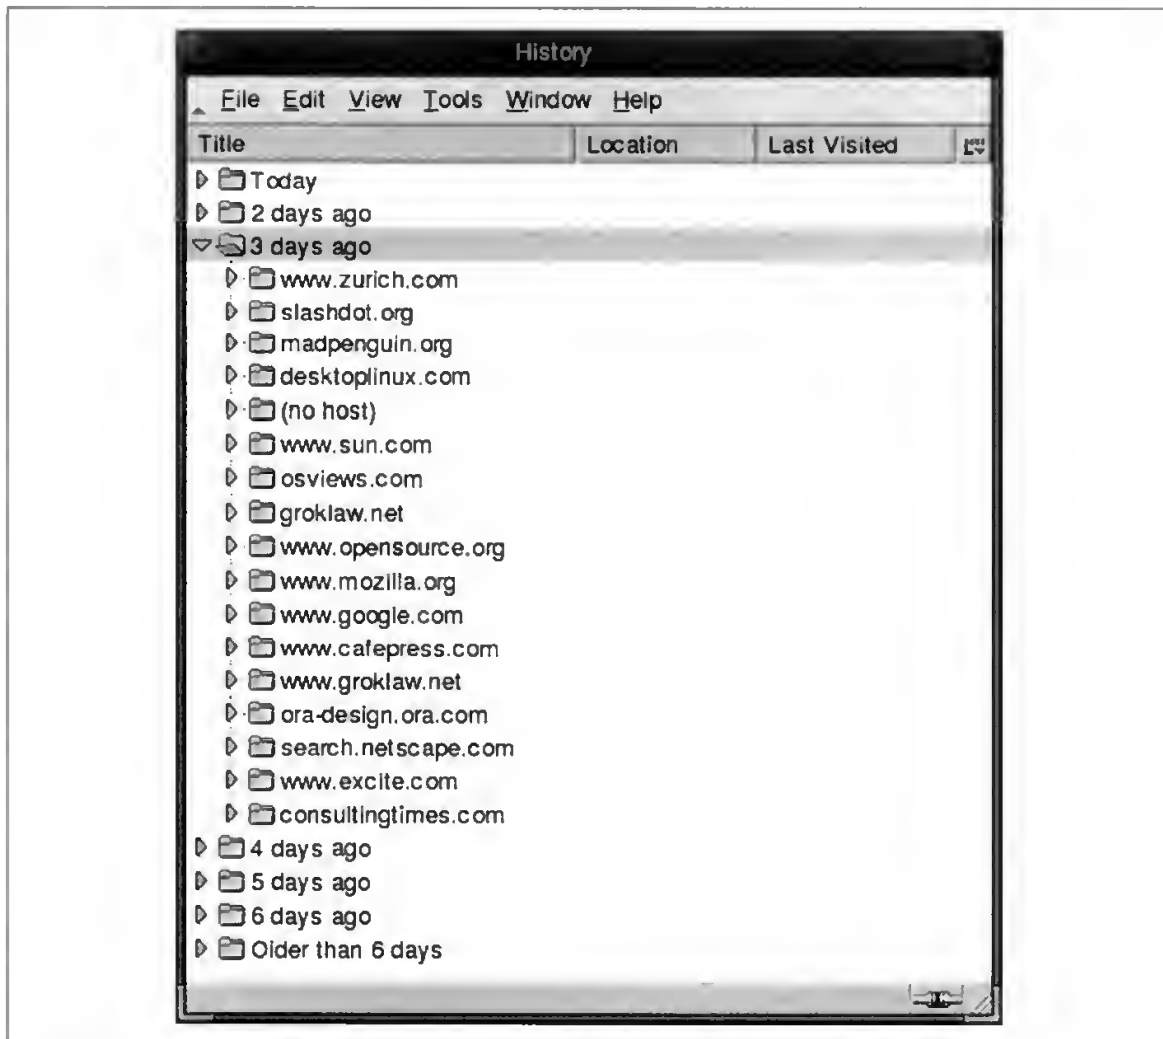 History
File Edit View Tools Window Help
Title Location Last Visited
Today
2 days ago
3 days ago
www.zurich.com
slashdot.org
madpenguin.org
desktoplinux.com
(no host)
www.sun.com
osviews.com
groklaw.net
www.opensource.org
www.mozilla.org
www.google.com
www.cafepress.com
www.groklaw.net
ora-design.ora.com
search.netscape.com
www.excite.com
consultingtimes.com
4 days ago
5 days ago
6 days ago
Older than 6 days